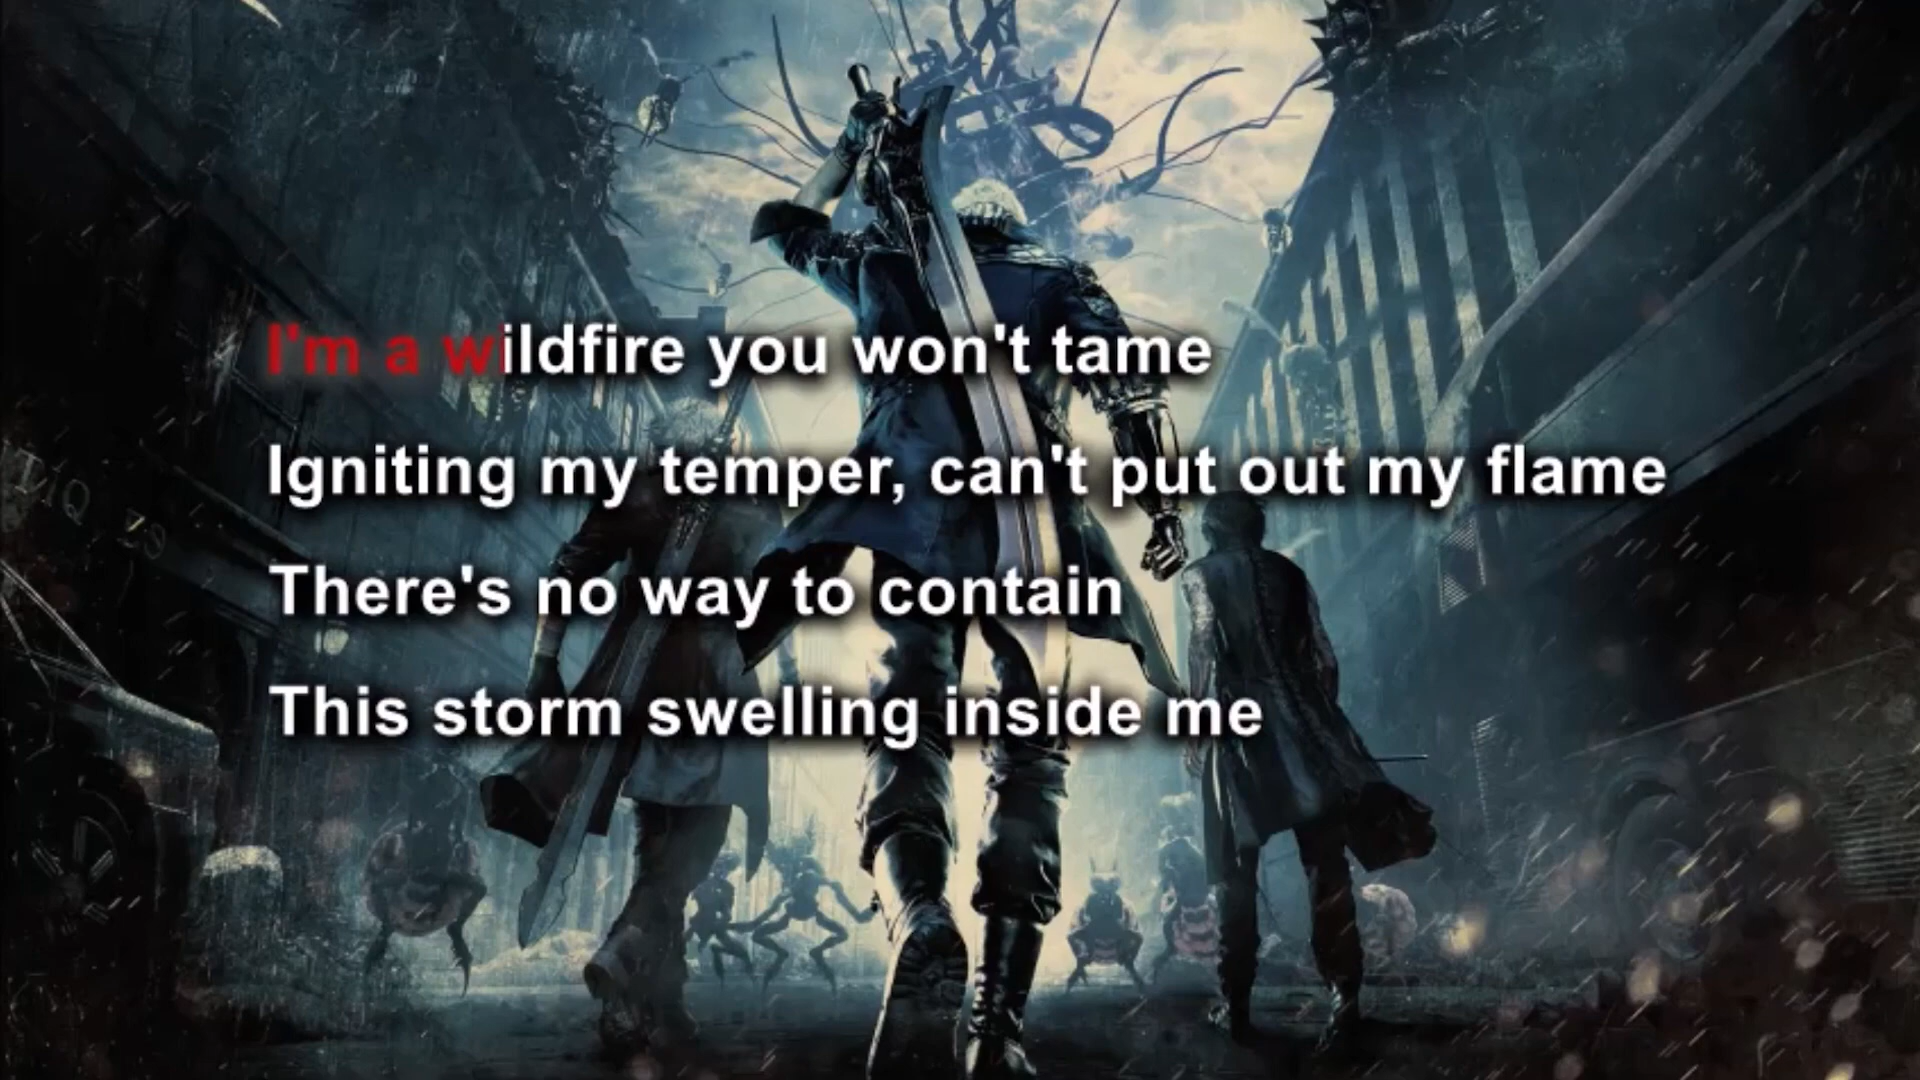 I'm a wildfire you won't tame
Igniting my temper, can't put out my flame
There's no way to contain
This storm swelling inside me